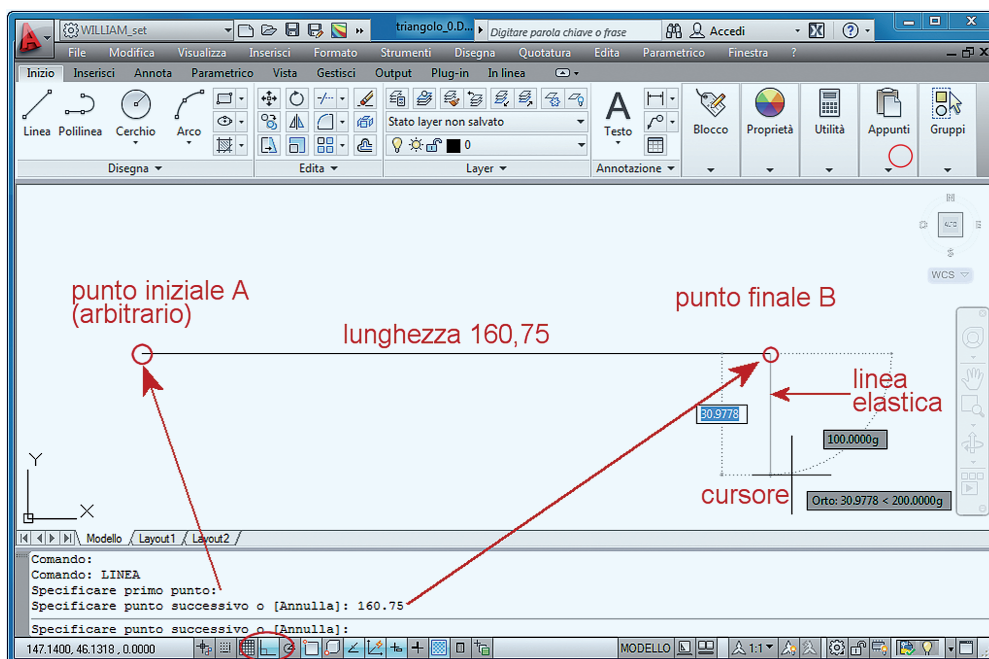 WILLIAM_set
triangolo_0.D...
Digitare parola chiave o frase
Accedi
File Modifica Visualizza Inserisci Formato Strumenti Disegna Quotatura Edita Parametrico Finestra ?
Inizio Inserisci Annota Parametrico Vista Gestisci Output Plug-in In linea
Linea Polilinea Cerchio Arco
Stato layer non salvato
0
Testo
Blocco Proprietà Utilità Appunti Gruppi
Disegna Edita Layer Annotazione
WCS
punto iniziale A
(arbitrario)
lunghezza 160,75
punto finale B
linea
elastica
30.9778
100.0000g
cursore
Orto: 30.9778 < 200.0000g
Y
X
Modello Layout1 Layout2
Comando:
Comando: LINEA
Specificare primo punto:
Specificare punto successivo o [Annulla]: 160.75
Specificare punto successivo o [Annulla]:
147.1400, 46.1318, 0.0000
MODELLO
1:1